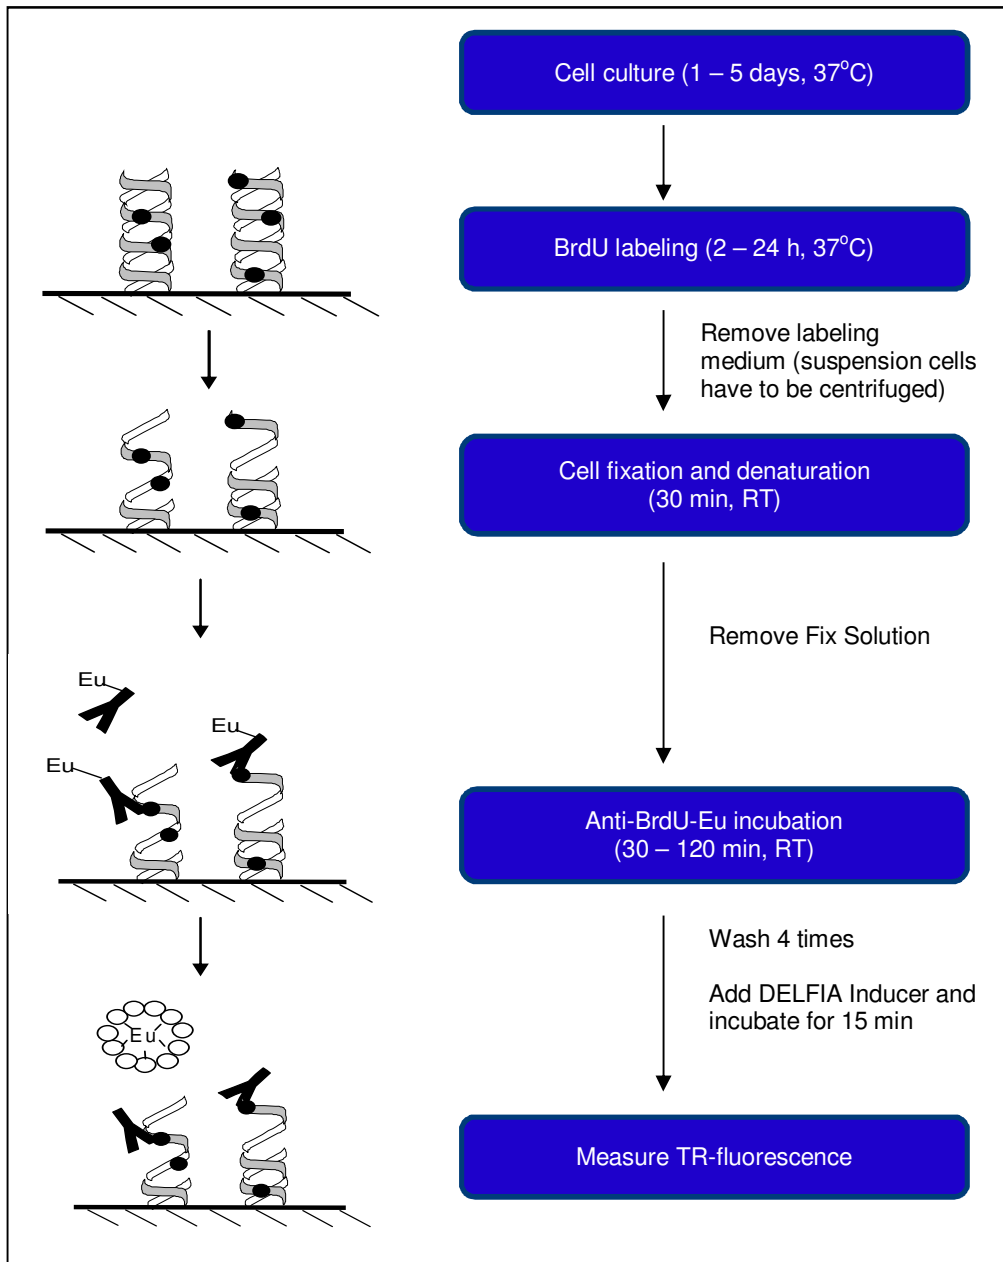 Cell culture (1 – 5 days, 37°C)
BrdU labeling (2 – 24 h, 37°C)
Remove labeling
medium (suspension cells
have to be centrifuged)
Cell fixation and denaturation
(30 min, RT)
Remove Fix Solution
Eu
Eu
Eu
Anti-BrdU-Eu incubation
(30 – 120 min, RT)
Wash 4 times
Add DELFIA Inducer and
incubate for 15 min
Eu
Measure TR-fluorescence